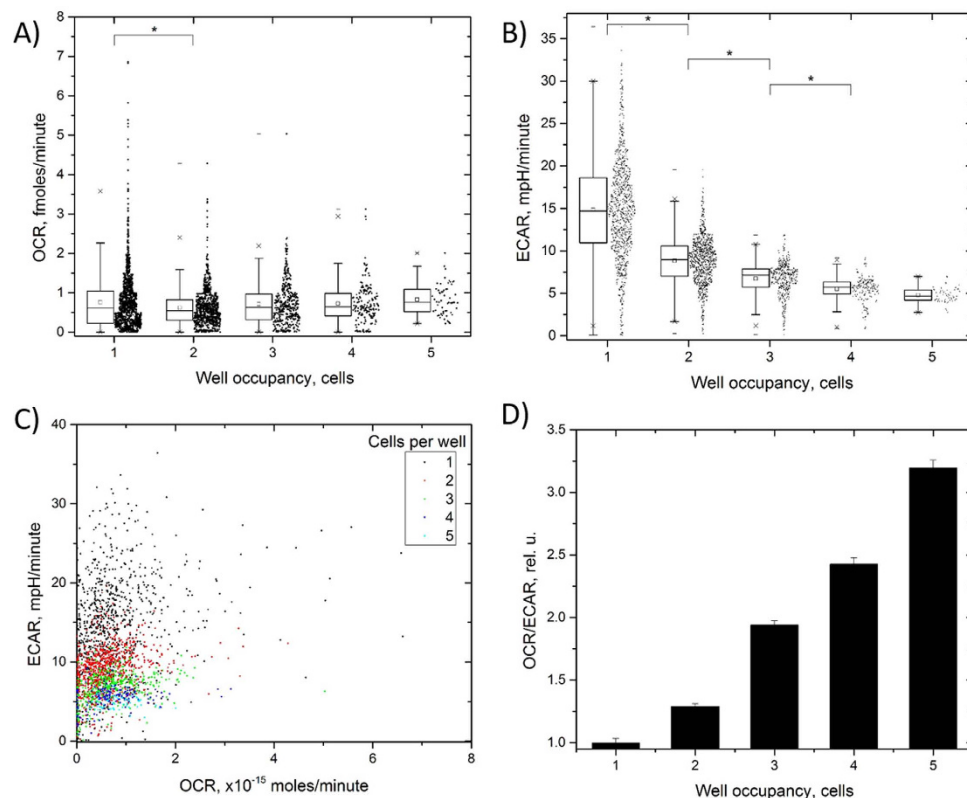 A)
*
OCR, fmoles/minute
8
7
6
5
4
3
2
1
0
1 2 3 4 5
Well occupancy, cells
B)
*
*
*
ECAR, mpH/minute
35
30
25
20
15
10
5
0
1 2 3 4 5
Well occupancy, cells
C)
ECAR, mpH/minute
40
30
20
10
0
Cells per well
1
2
3
4
5
0 2 4 6 8
OCR, x10⁻¹⁵ moles/minute
D)
OCR/ECAR, rel. u.
3.5
3.0
2.5
2.0
1.5
1.0
1 2 3 4 5
Well occupancy, cells